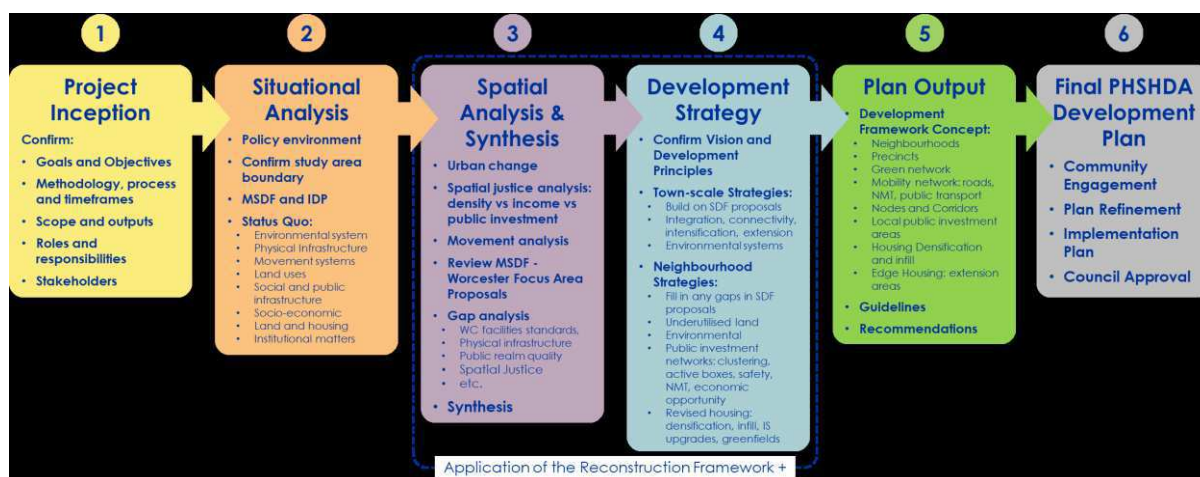 1
Project
Inception
Confirm:
• Goals and Objectives
• Methodology, process
and timeframes
• Scope and outputs
• Roles and
responsibilities
• Stakeholders
2
Situational
Analysis
• Policy environment
• Confirm study area
boundary
• MSDF and IDP
• Status Quo:
• Environmental system
• Physical Infrastructure
• Movement systems
• Land uses
• Social and public
infrastructure
• Socio-economic
• Land and housing
• Institutional matters
3
Spatial
Analysis &
Synthesis
• Urban change
• Spatial justice analysis:
density vs income vs
public investment
• Movement analysis
• Review MSDF -
Worcester Focus Area
Proposals
• Gap analysis
• WC facilities standards,
• Physical infrastructure
• Public realm quality
• Spatial Justice
• etc.
• Synthesis
4
Development
Strategy
• Confirm Vision and
Development
Principles
• Town-scale Strategies:
• Build on SDF proposals
• Integration, connectivity,
intensification, extension
• Environmental systems
• Neighbourhood
Strategies:
• Fill in any gaps in SDF
proposals
• Underutilised land
• Environmental
• Public investment
networks: clustering,
active boxes, safety,
NMT, economic
opportunity
• Revised housing:
densification, infill, IS
upgrades, greenfields
5
Plan Output
• Development
Framework Concept:
• Neighbourhoods
• Precincts
• Green network
• Mobility network: roads,
NMT, public transport
• Nodes and Corridors
• Local public investment
areas
• Housing Densification
and infill
• Edge Housing: extension
areas
• Guidelines
• Recommendations
6
Final PHSHDA
Development
Plan
• Community
Engagement
• Plan Refinement
• Implementation
Plan
• Council Approval
Application of the Reconstruction Framework +